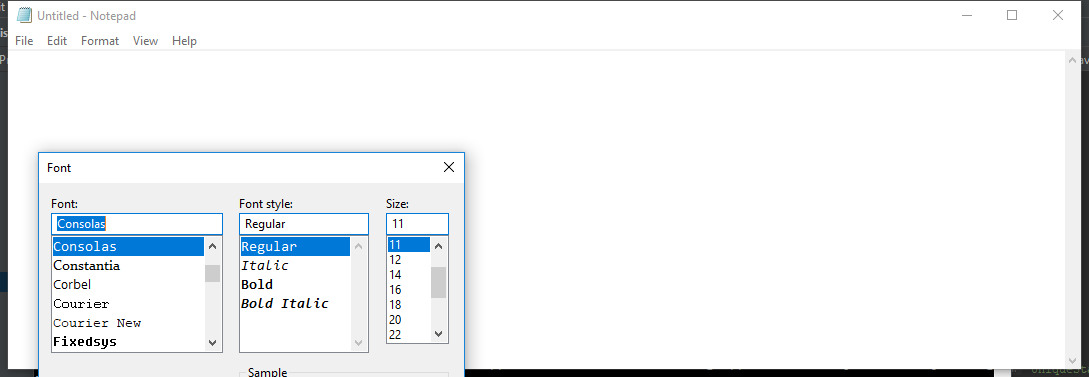 Untitled - Notepad
File Edit Format View Help
Font
Font: Font style: Size:
Consolas Regular 11
Consolas Regular 11
Constantia Italic 12
Corbel Bold 14
Courier Bold Italic 16
Courier New 18
Fixedsys 20
22
Sample